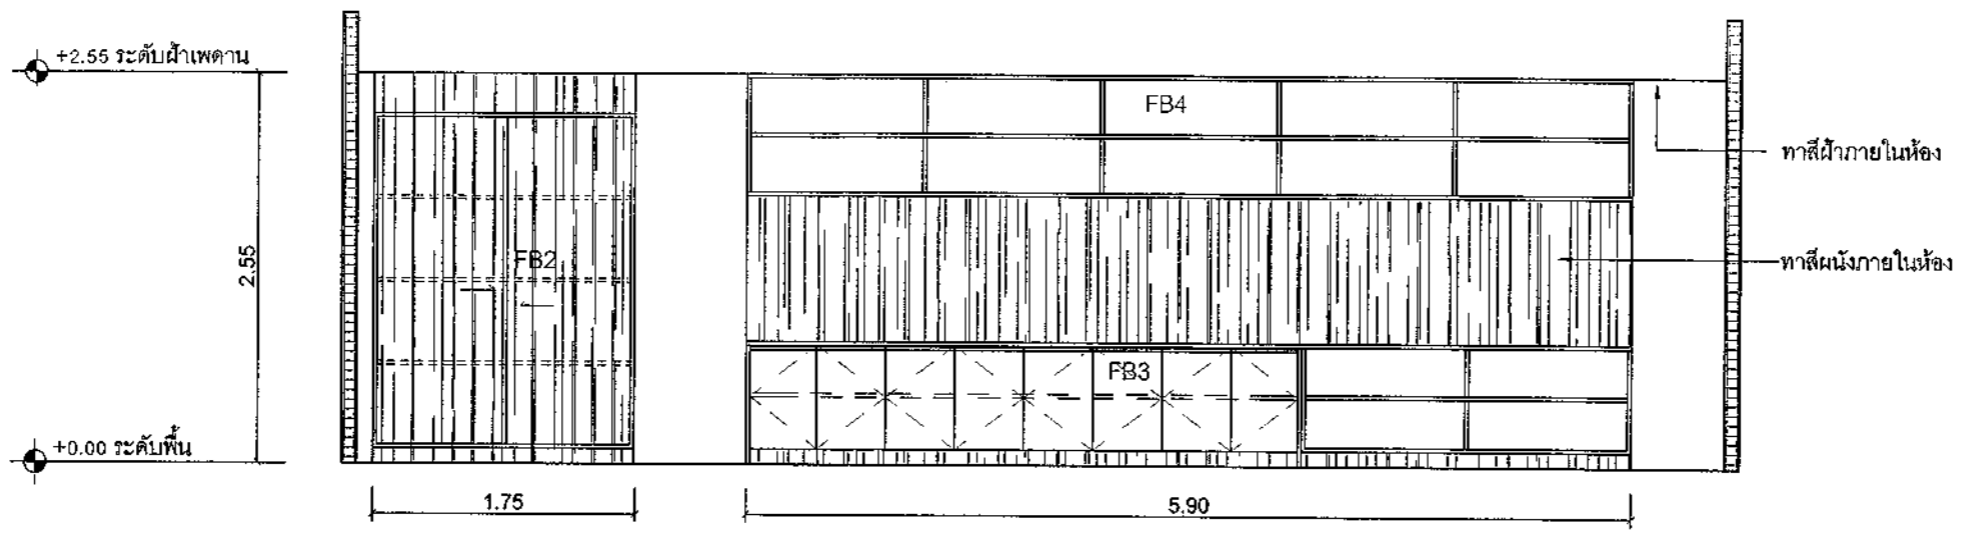 +2.55 ระดับฝ้าเพดาน
FB4
ทาสีฝ้าภายในห้อง
2.55
FB2
ทาสีผนังภายในห้อง
FB3
+0.00 ระดับพื้น
1.75
5.90